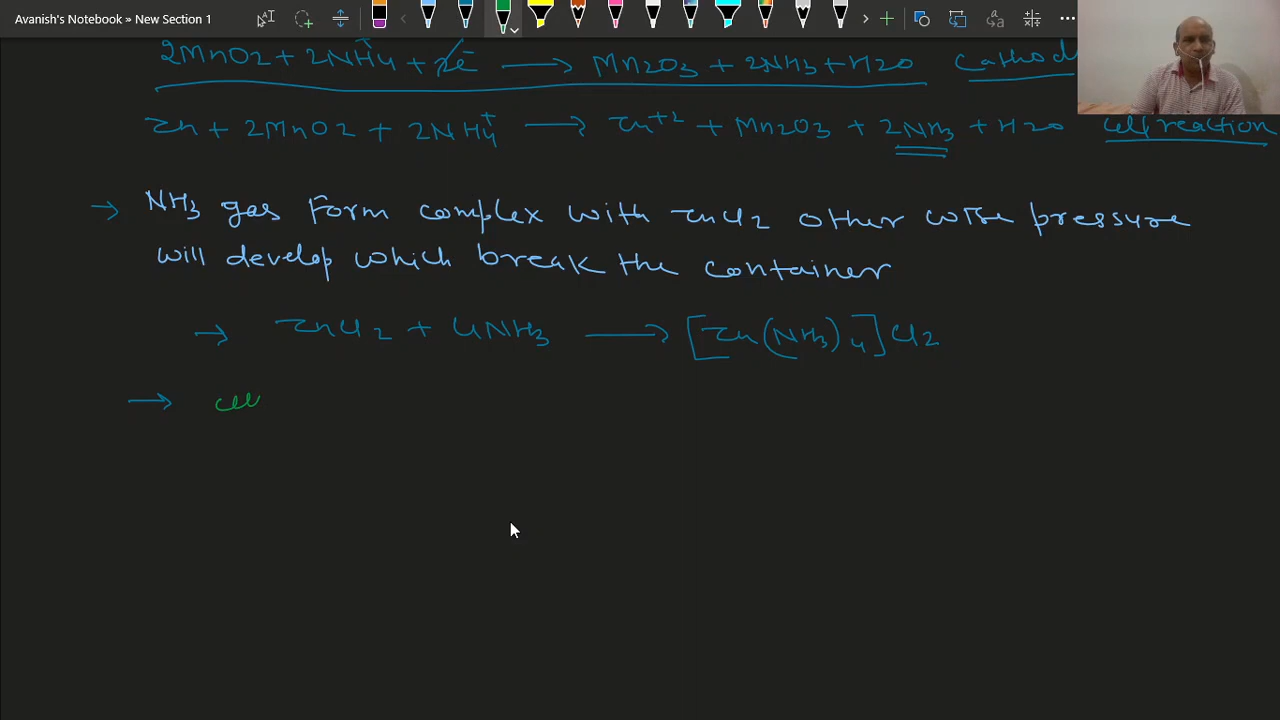 Avanish's Notebook » New Section 1
2MnO2 + 2NH4+ + 2e- → Mn2O3 + 2NH3 + H2O Cathod
Zn + 2MnO2 + 2NH4+ → Zn+2 + Mn2O3 + 2NH3 + H2O Cell reaction
→ NH3 gas Form complex with ZnCl2 other wise pressure
will develop which break the container
→ ZnCl2 + 4NH3 → [Zn(NH3)4]Cl2
→ cell